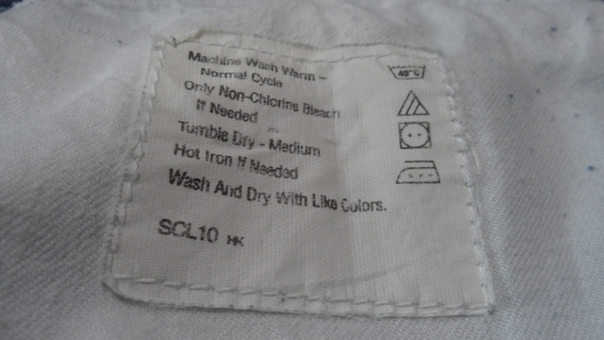 Machine Wash Warm -
Normal Cycle
Only Non-Chlorine Bleach
If Needed
Tumble Dry - Medium
Hot Iron If Needed
Wash And Dry With Like Colors.
SCL10 HK
40°C